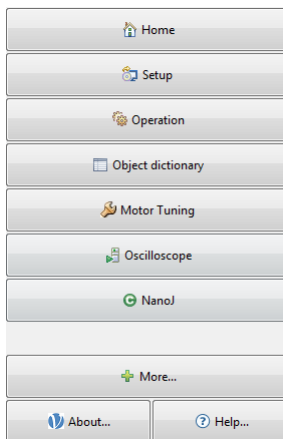 Home
Setup
Operation
Object dictionary
Motor Tuning
Oscilloscope
NanoJ
More...
About...
Help...